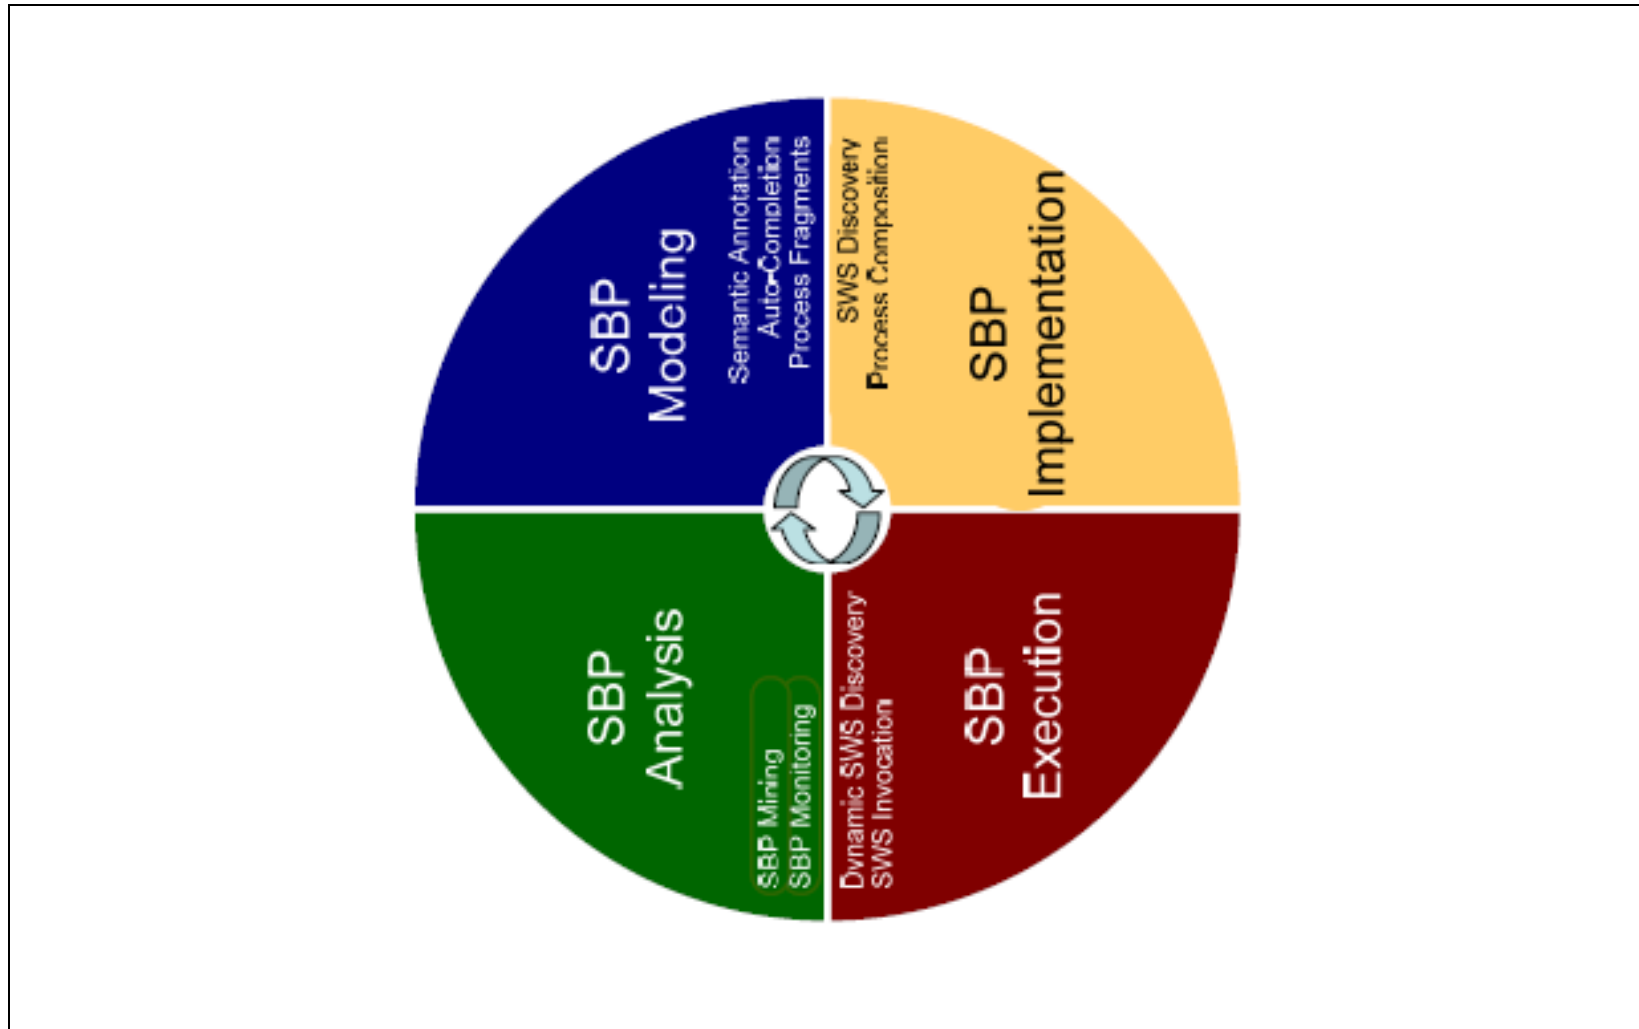 SBP
Modeling
Semantic Annotation
Auto-Completion
Process Fragments
SWS Discovery
Process Composition
SBP
Implementation
SBP
Analysis
SBP Mining
SBP Monitoring
Dynamic SWS Discovery
SWS Invocation
SBP
Execution